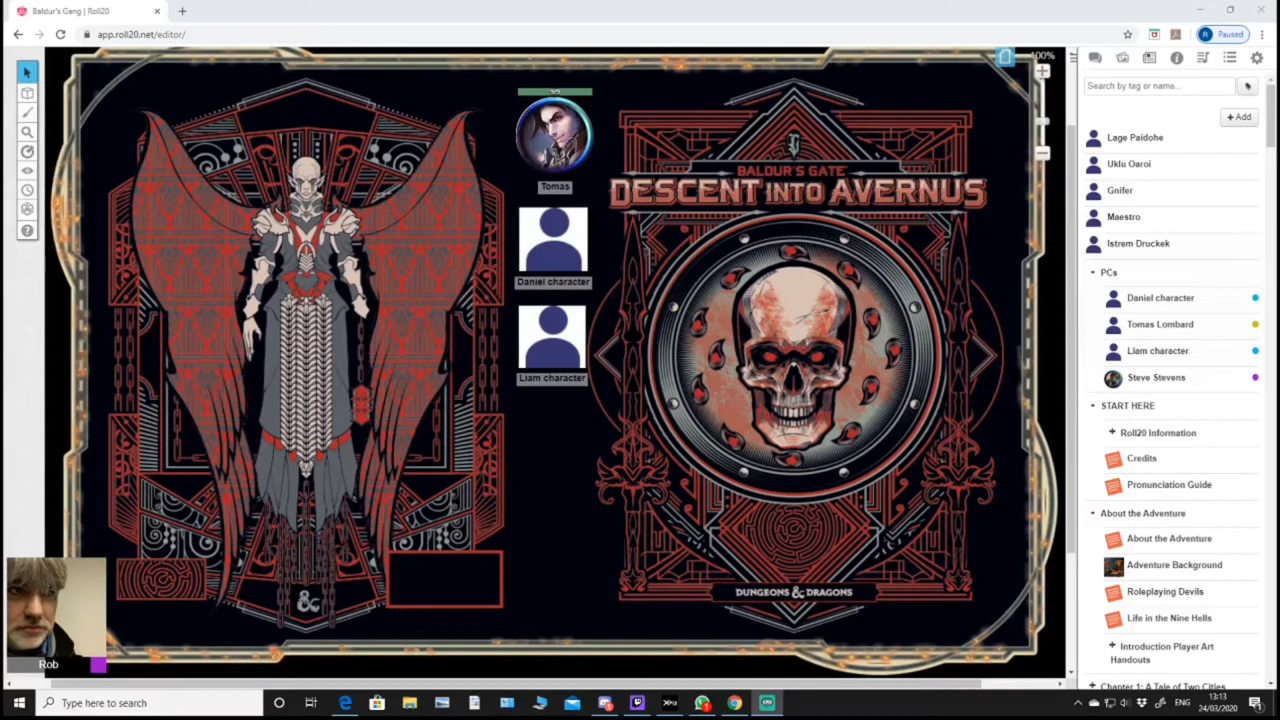 Baldur's Gang | Roll20
app.roll20.net/editor/
R
Paused
100%
Search by tag or name...
+ Add
Lage Paidohe
Uklu Oaroi
Gnifer
Maestro
Istrem Druckek
PCs
Daniel character
Tomas Lombard
Liam character
Steve Stevens
START HERE
Roll20 Information
Credits
Pronunciation Guide
About the Adventure
About the Adventure
Adventure Background
Roleplaying Devils
Life in the Nine Hells
Introduction Player Art
Handouts
Chapter 1: A Tale of Two Cities
9/9
Tomas
Daniel character
Liam character
BALDUR'S GATE
DESCENT INTO AVERNUS
DUNGEONS & DRAGONS
&
Rob
Type here to search
ENG
13:13
24/03/2020